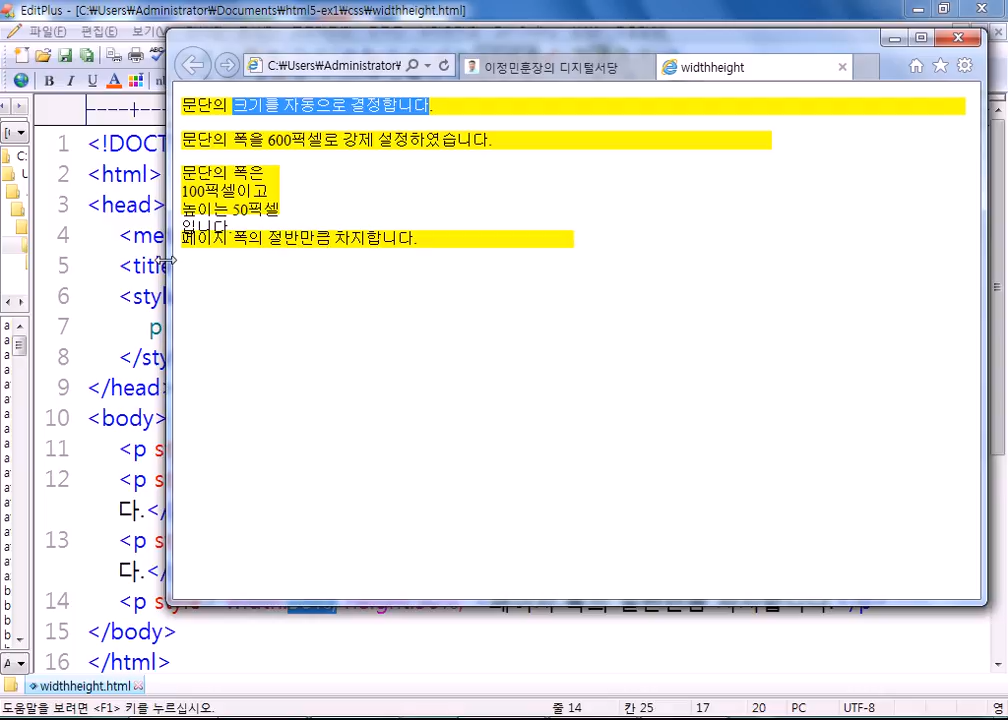 EditPlus - [C:₩Users₩Administrator₩Documents₩html5-ex1₩css₩widthheight.html]
파일(F) 편집(E) 보기(V)
C:₩Users₩Administrator₩ 이정민훈장의 디지털서당 widthheight
B I U A
문단의 크기를 자동으로 결정합니다.
문단의 폭을 600픽셀로 강제 설정하였습니다.
문단의 폭은
100픽셀이고
높이는 50픽셀
입니다.
페이지 폭의 절반만큼 차지합니다.
1 <!DOCT
2 <html>
3 <head>
4 <me
5 <title
6 <styl
7 p
8 </sty
9 </head>
10 <body>
11 <p s
12 <p s
다.</
13 <p s
다.</
14 <p
15 </body>
16 </html>
widthheight.html
도움말을 보려면 <F1> 키를 누르십시오. 줄 14 칸 25 17 20 PC UTF-8